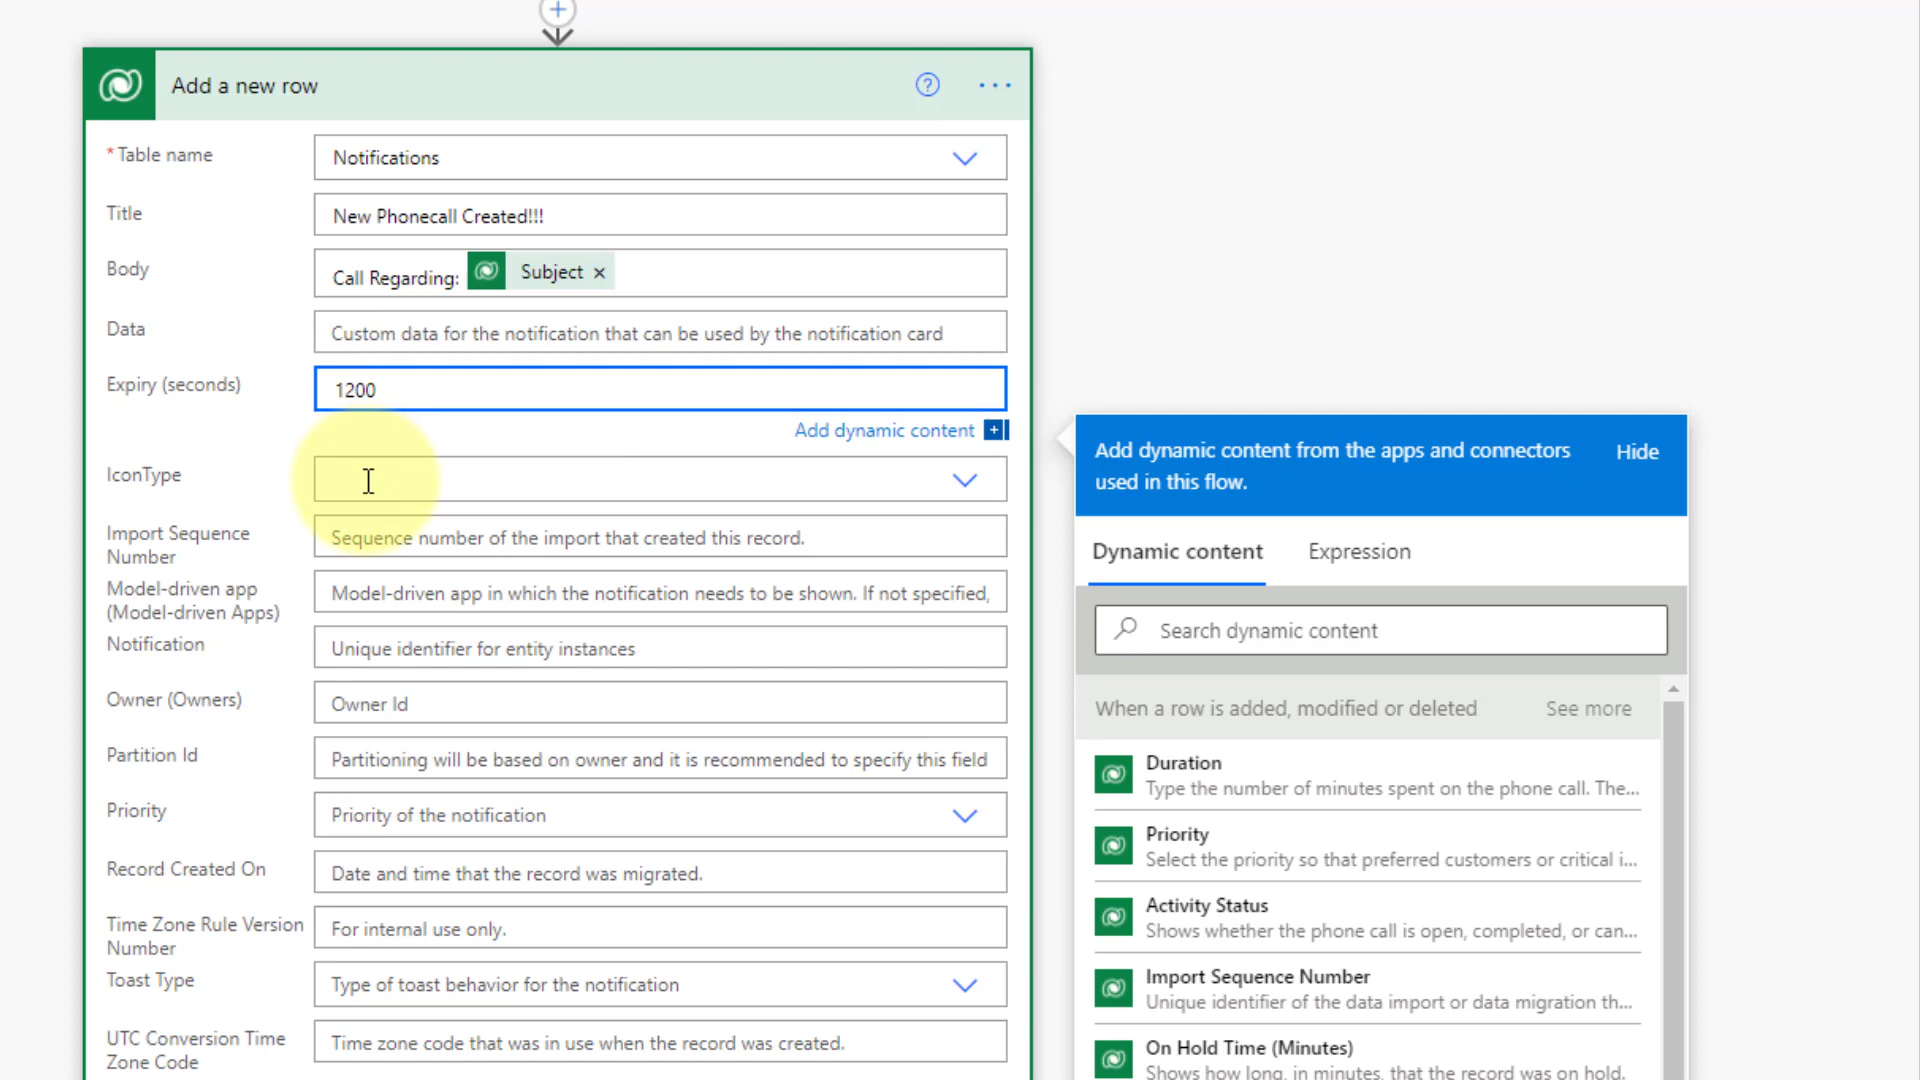 Add a new row
* Table name
Notifications
Title
New Phonecall Created!!!
Body
Call Regarding: Subject ×
Data
Custom data for the notification that can be used by the notification card
Expiry (seconds)
1200
Add dynamic content
IconType
Import Sequence
Number
Sequence number of the import that created this record.
Model-driven app
(Model-driven Apps)
Model-driven app in which the notification needs to be shown. If not specified,
Notification
Unique identifier for entity instances
Owner (Owners)
Owner Id
Partition Id
Partitioning will be based on owner and it is recommended to specify this field
Priority
Priority of the notification
Record Created On
Date and time that the record was migrated.
Time Zone Rule Version
Number
For internal use only.
Toast Type
Type of toast behavior for the notification
UTC Conversion Time
Zone Code
Time zone code that was in use when the record was created.
Add dynamic content from the apps and connectors
used in this flow.
Hide
Dynamic content
Expression
Search dynamic content
When a row is added, modified or deleted
See more
Duration
Type the number of minutes spent on the phone call. The...
Priority
Select the priority so that preferred customers or critical i...
Activity Status
Shows whether the phone call is open, completed, or can...
Import Sequence Number
Unique identifier of the data import or data migration th...
On Hold Time (Minutes)
Shows how long, in minutes, that the record was on hold.